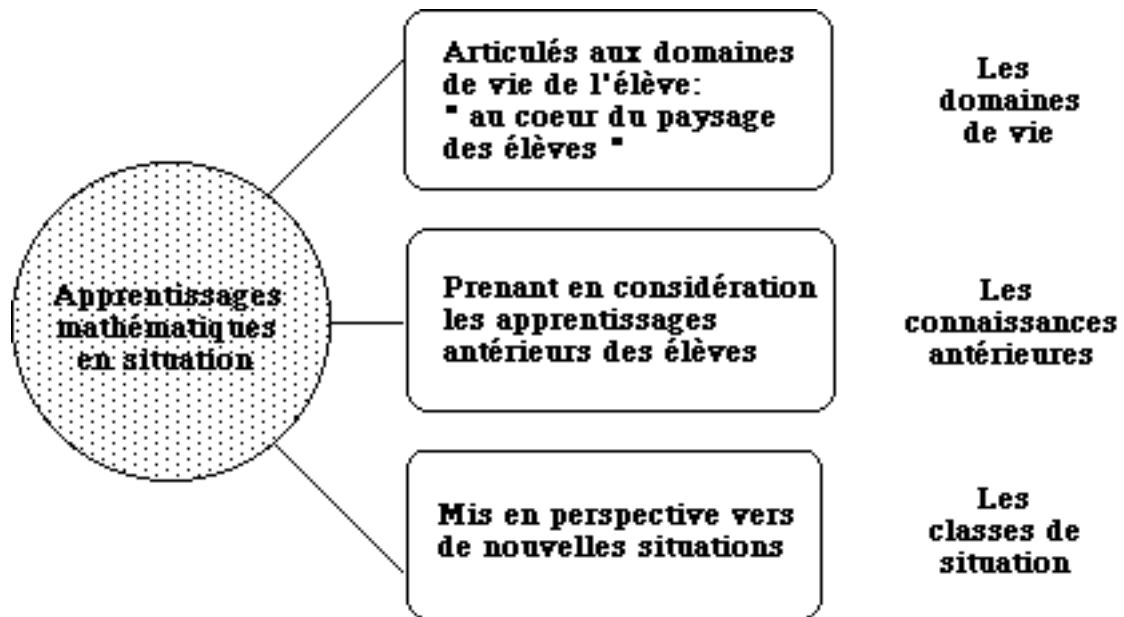 Articulés aux domaines
de vie de l'élève:
" au coeur du paysage
des élèves "
Les
domaines
de vie
Apprentissages
mathématiques
en situation
Prenant en considération
les apprentissages
antérieurs des élèves
Les
connaissances
antérieures
Mis en perspective vers
de nouvelles situations
Les
classes de
situation